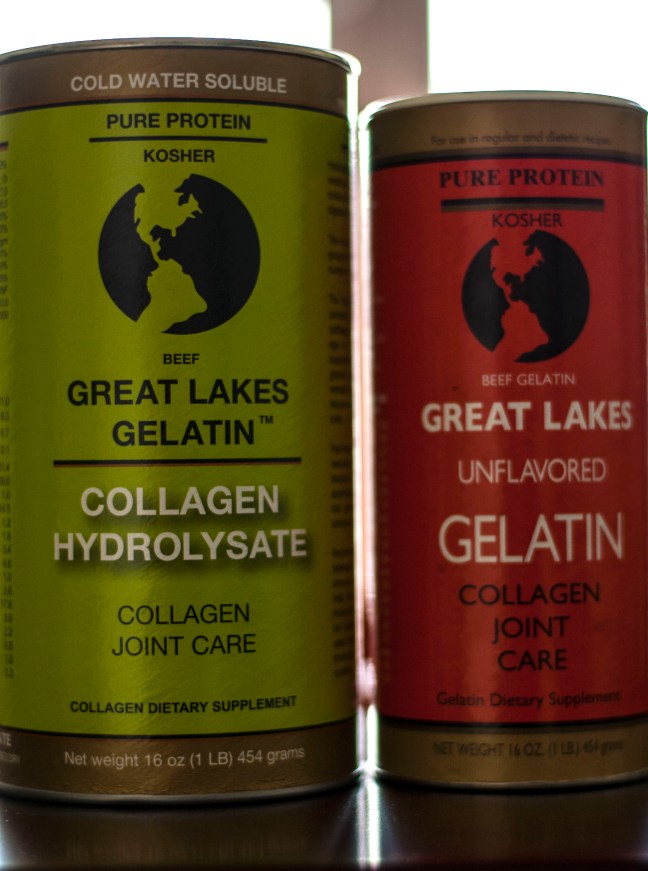 COLD WATER SOLUBLE
PURE PROTEIN
KOSHER
BEEF
GREAT LAKES
GELATIN™
COLLAGEN
HYDROLYSATE
COLLAGEN
JOINT CARE
COLLAGEN DIETARY SUPPLEMENT
Net weight 16 oz (1 LB) 454 grams
For use in regular and dietetic recipes
PURE PROTEIN
KOSHER
BEEF GELATIN
GREAT LAKES
UNFLAVORED
GELATIN
COLLAGEN
JOINT
CARE
Gelatin Dietary Supplement
NET WEIGHT 16 OZ. (1 LB.) 454 grams